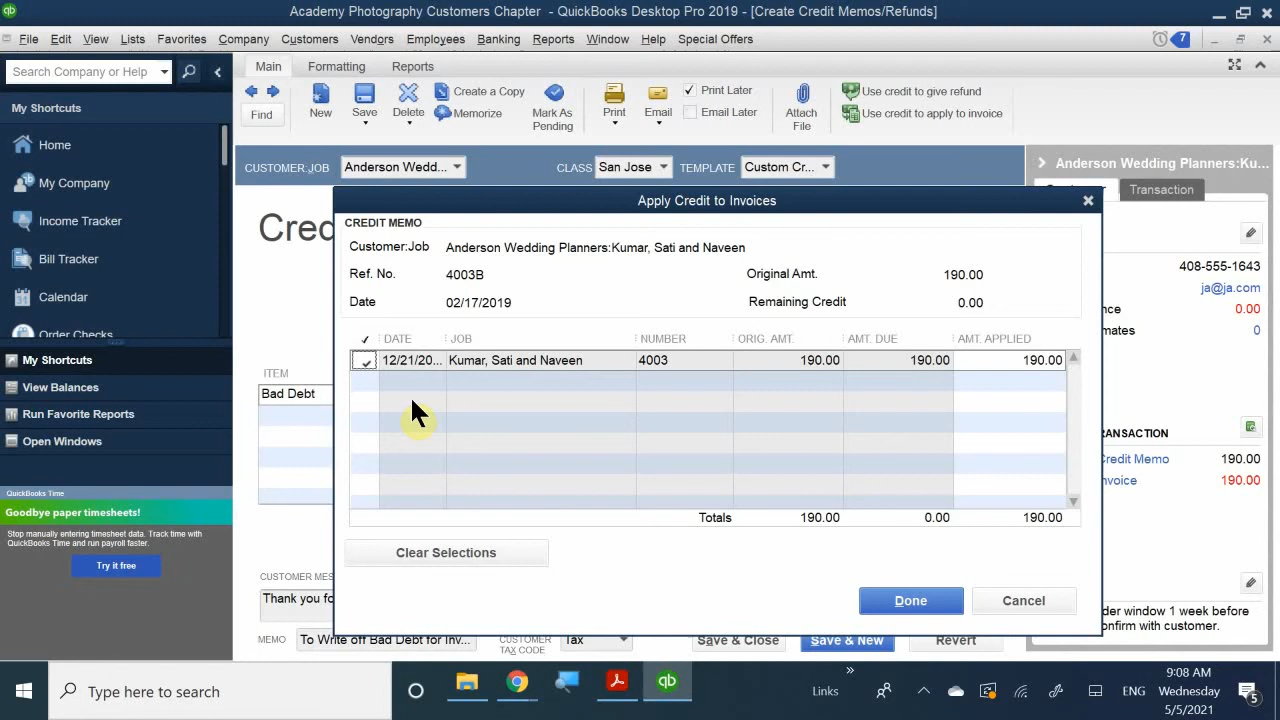 Academy Photography Customers Chapter - QuickBooks Desktop Pro 2019 - [Create Credit Memos/Refunds]
File Edit View Lists Favorites Company Customers Vendors Employees Banking Reports Window Help Special Offers 7
Search Company or Help
Main Formatting Reports
New Save Delete Create a Copy Memorize Mark As Pending Print Email Print Later Email Later Attach File Use credit to give refund Use credit to apply to invoice
Find
My Shortcuts
Home
My Company
Income Tracker
Bill Tracker
Calendar
Order Checks
My Shortcuts
View Balances
Run Favorite Reports
Open Windows
QuickBooks Time
Goodbye paper timesheets!
Stop manually entering timesheet data. Track time
with QuickBooks Time and run payroll faster.
Try it free
CUSTOMER:JOB Anderson Wedd... CLASS San Jose TEMPLATE Custom Cr...
Cred
ITEM
Bad Debt
CUSTOMER MES
Thank you fo
MEMO To Write off Bad Debt for Inv... CUSTOMER TAX CODE Tax
Save & Close Save & New Revert
Apply Credit to Invoices
CREDIT MEMO
Customer:Job Anderson Wedding Planners:Kumar, Sati and Naveen
Ref. No. 4003B Original Amt. 190.00
Date 02/17/2019 Remaining Credit 0.00
DATE JOB NUMBER ORIG. AMT. AMT. DUE AMT. APPLIED
12/21/20... Kumar, Sati and Naveen 4003 190.00 190.00 190.00
Totals 190.00 0.00 190.00
Clear Selections
Done Cancel
Anderson Wedding Planners:Ku...
Transaction
408-555-1643
ja@ja.com
nce 0.00
mates 0
RANSACTION
Credit Memo 190.00
nvoice 190.00
der window 1 week before
onfirm with customer.
Type here to search
Links ENG
9:08 AM
Wednesday
5/5/2021
5